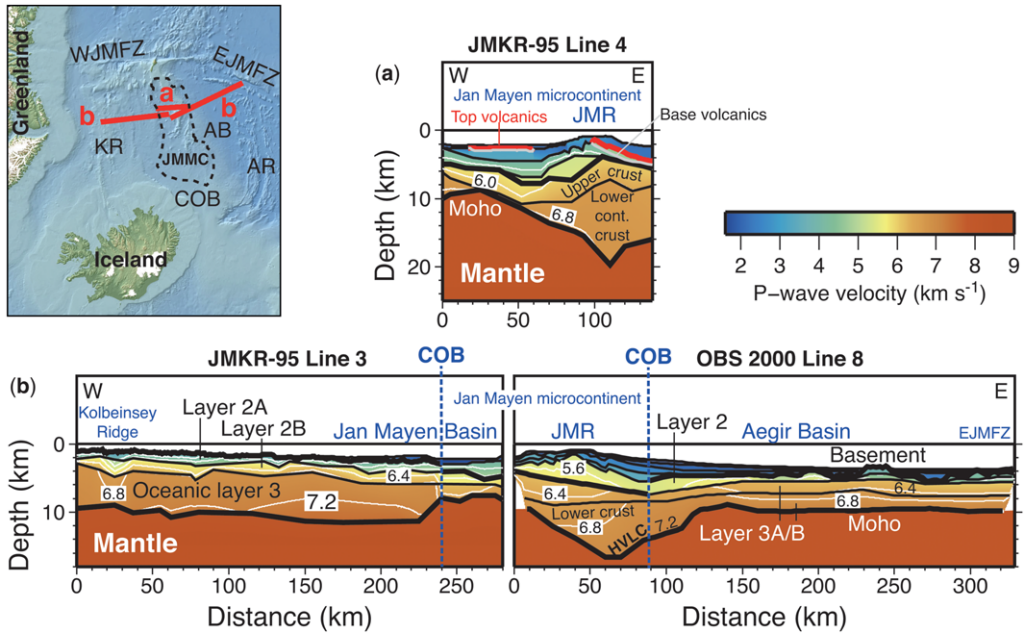 Greenland
WJMFZ
EJMFZ
a
b
b
KR
AB
JMMC
AR
COB
Iceland
JMKR-95 Line 4
(a)
W
E
Jan Mayen microcontinent
Top volcanics
JMR
Base volcanics
0
10
20
Depth (km)
6.0
Upper crust
Moho
6.8
Lower
cont.
crust
Mantle
0
50
100
2
3
4
5
6
7
8
9
P−wave velocity (km s⁻¹)
JMKR-95 Line 3
COB
COB
OBS 2000 Line 8
(b)
W
E
Jan Mayen microcontinent
Kolbeinsey
Ridge
Layer 2A
Layer 2B
Jan Mayen Basin
JMR
Layer 2
Aegir Basin
EJMFZ
Basement
0
10
Depth (km)
6.4
6.8
Oceanic layer 3
7.2
Mantle
5.6
6.4
Lower crust
6.8
HVLC
7.2
6.4
6.8
Layer 3A/B
Moho
0
50
100
150
200
250
0
50
100
150
200
250
300
Distance (km)
Distance (km)